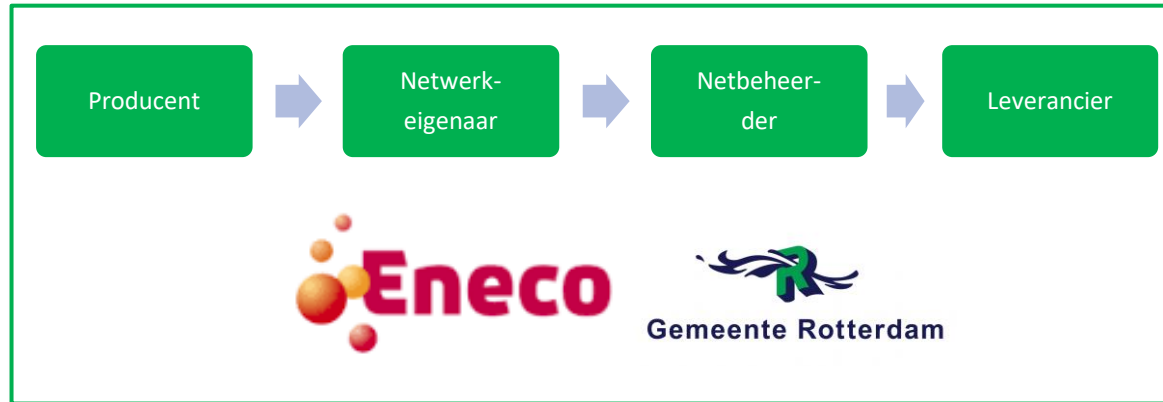 Producent
Netwerk-
eigenaar
Netbeheer-
der
Leverancier
Eneco
R
Gemeente Rotterdam